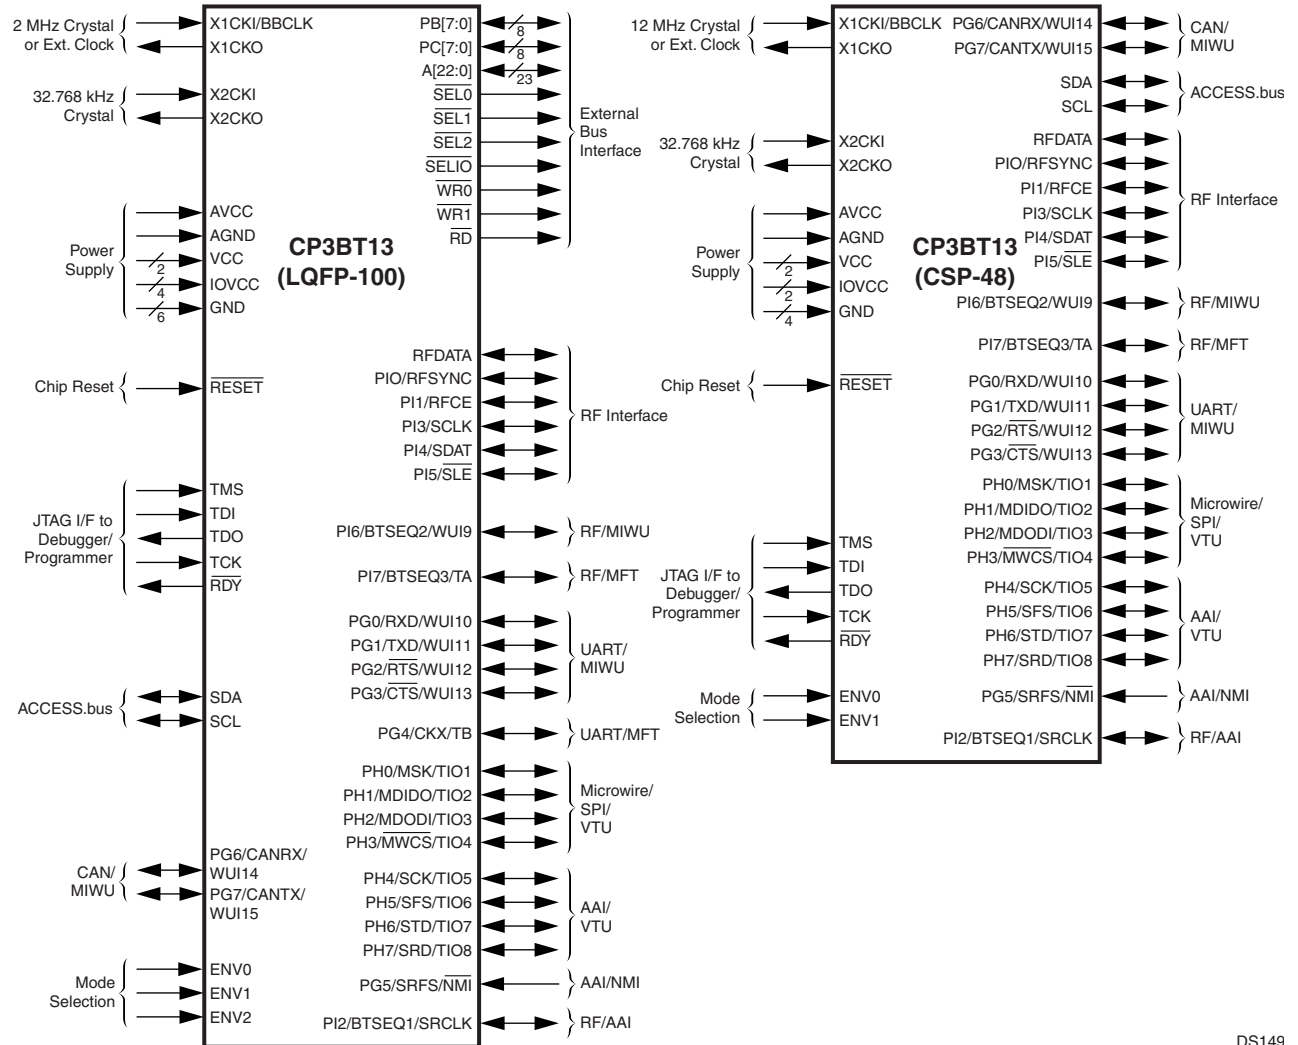 2 MHz Crystal
or Ext. Clock
X1CKI/BBCLK
X1CKO
32.768 kHz
Crystal
X2CKI
X2CKO
Power
Supply
AVCC
AGND
VCC
2
IOVCC
4
GND
6
Chip Reset
RESET
JTAG I/F to
Debugger/
Programmer
TMS
TDI
TDO
TCK
RDY
ACCESS.bus
SDA
SCL
CAN/
MIWU
PG6/CANRX/
WUI14
PG7/CANTX/
WUI15
Mode
Selection
ENV0
ENV1
ENV2
CP3BT13
(LQFP-100)
PB[7:0]
8
PC[7:0]
8
A[22:0]
23
SEL0
SEL1
SEL2
SELIO
WR0
WR1
RD
External
Bus
Interface
RFDATA
PIO/RFSYNC
PI1/RFCE
PI3/SCLK
PI4/SDAT
PI5/SLE
RF Interface
PI6/BTSEQ2/WUI9
RF/MIWU
PI7/BTSEQ3/TA
RF/MFT
PG0/RXD/WUI10
PG1/TXD/WUI11
PG2/RTS/WUI12
PG3/CTS/WUI13
UART/
MIWU
PG4/CKX/TB
UART/MFT
PH0/MSK/TIO1
PH1/MDIDO/TIO2
PH2/MDODI/TIO3
PH3/MWCS/TIO4
Microwire/
SPI/
VTU
PH4/SCK/TIO5
PH5/SFS/TIO6
PH6/STD/TIO7
PH7/SRD/TIO8
AAI/
VTU
PG5/SRFS/NMI
AAI/NMI
PI2/BTSEQ1/SRCLK
RF/AAI
12 MHz Crystal
or Ext. Clock
X1CKI/BBCLK
X1CKO
32.768 kHz
Crystal
X2CKI
X2CKO
Power
Supply
AVCC
AGND
VCC
2
IOVCC
2
GND
4
Chip Reset
RESET
JTAG I/F to
Debugger/
Programmer
TMS
TDI
TDO
TCK
RDY
Mode
Selection
ENV0
ENV1
CP3BT13
(CSP-48)
PG6/CANRX/WUI14
PG7/CANTX/WUI15
CAN/
MIWU
SDA
SCL
ACCESS.bus
RFDATA
PIO/RFSYNC
PI1/RFCE
PI3/SCLK
PI4/SDAT
PI5/SLE
RF Interface
PI6/BTSEQ2/WUI9
RF/MIWU
PI7/BTSEQ3/TA
RF/MFT
PG0/RXD/WUI10
PG1/TXD/WUI11
PG2/RTS/WUI12
PG3/CTS/WUI13
UART/
MIWU
PH0/MSK/TIO1
PH1/MDIDO/TIO2
PH2/MDODI/TIO3
PH3/MWCS/TIO4
Microwire/
SPI/
VTU
PH4/SCK/TIO5
PH5/SFS/TIO6
PH6/STD/TIO7
PH7/SRD/TIO8
AAI/
VTU
PG5/SRFS/NMI
AAI/NMI
PI2/BTSEQ1/SRCLK
RF/AAI
DS149